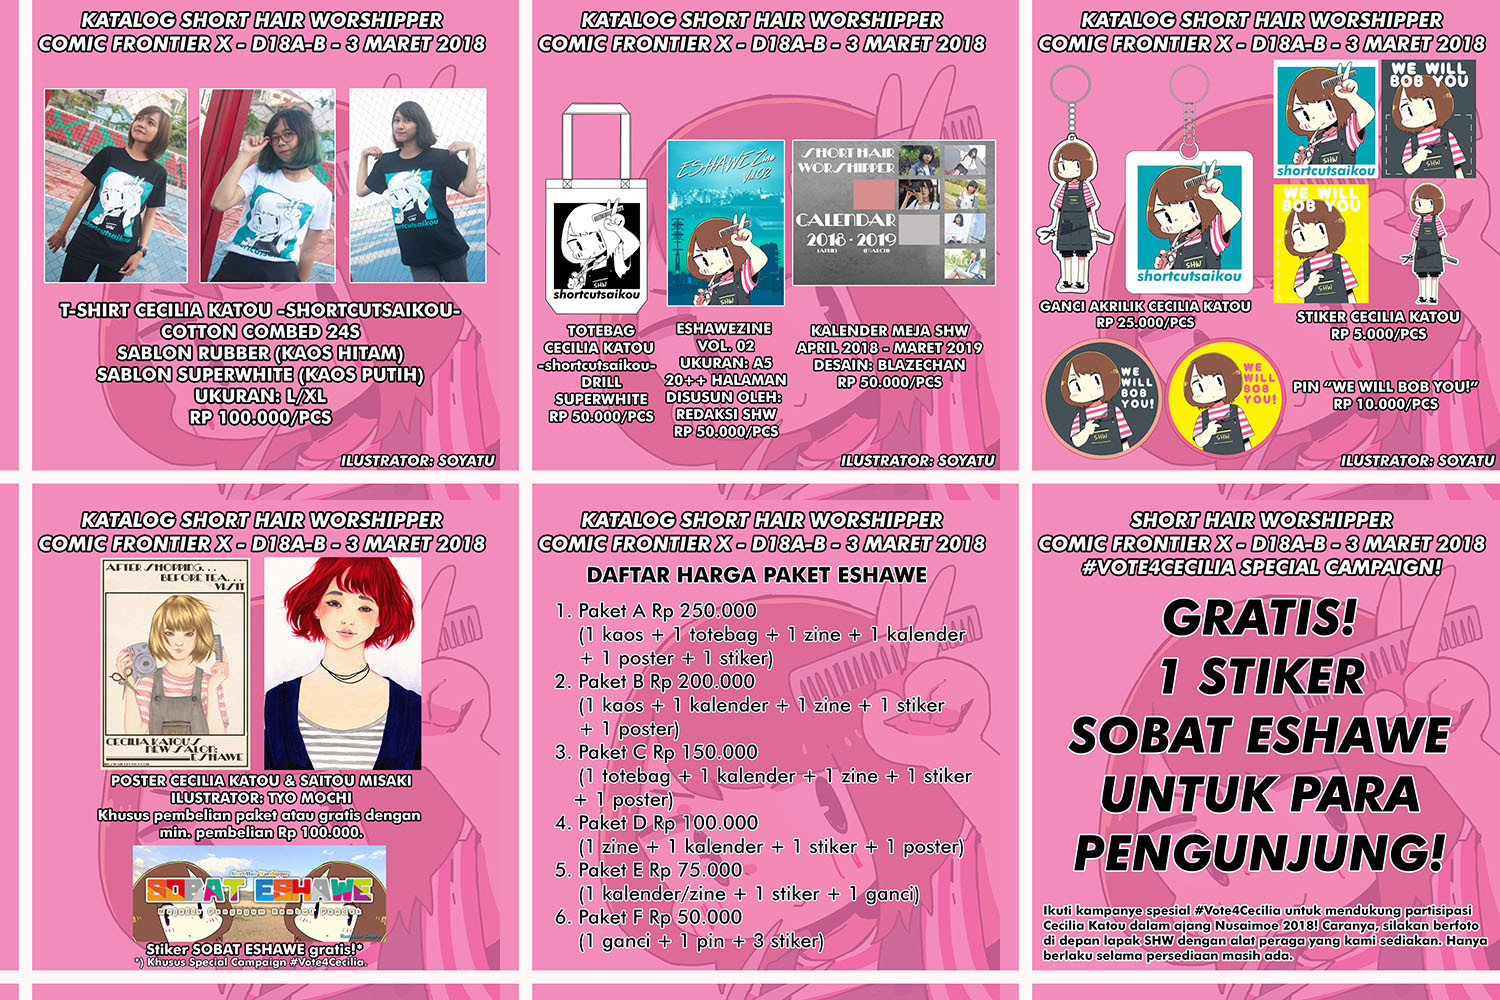 KATALOG SHORT HAIR WORSHIPPER
COMIC FRONTIER X - D18A-B - 3 MARET 2018
shortcutsaikou
shortcutsaikou
shortcutsaikou
T-SHIRT CECILIA KATOU -SHORTCUTSAIKOU-
COTTON COMBED 24S
SABLON RUBBER (KAOS HITAM)
SABLON SUPERWHITE (KAOS PUTIH)
UKURAN: L/XL
RP 100.000/PCS
ILUSTRATOR: SOYATU
KATALOG SHORT HAIR WORSHIPPER
COMIC FRONTIER X - D18A-B - 3 MARET 2018
SHW
shortcutsaikou
TOTEBAG
CECILIA KATOU
-shortcutsaikou-
DRILL
SUPERWHITE
RP 50.000/PCS
ESHAWEZine
Vol.02
SHW
ESHAWEZINE
VOL. 02
UKURAN: A5
20++ HALAMAN
DISUSUN OLEH:
REDAKSI SHW
RP 50.000/PCS
SHORT HAIR
WORSHIPPER
CALENDAR
2018 - 2019
(APRIL) (MARCH)
KALENDER MEJA SHW
APRIL 2018 - MARET 2019
DESAIN: BLAZECHAN
RP 50.000/PCS
ILUSTRATOR: SOYATU
KATALOG SHORT HAIR WORSHIPPER
COMIC FRONTIER X - D18A-B - 3 MARET 2018
SHW
shortcutsaikou
GANCI AKRILIK CECILIA KATOU
RP 25.000/PCS
shortcutsaikou
WE WILL
BOB YOU
SHW
WE WILL
BOB YOU
SHW
STIKER CECILIA KATOU
RP 5.000/PCS
WE
WILL
BOB
YOU!
SHW
WE
WILL
BOB
YOU!
SHW
PIN “WE WILL BOB YOU!”
RP 10.000/PCS
ILUSTRATOR: SOYATU
KATALOG SHORT HAIR WORSHIPPER
COMIC FRONTIER X - D18A-B - 3 MARET 2018
AFTER SHOPPING...
BEFORE TEA...
VISIT
CECILIA KATOU'S
NEW SALON:
ESHAWE
POSTER CECILIA KATOU & SAITOU MISAKI
ILUSTRATOR: TYO MOCHI
Khusus pembelian paket atau gratis dengan
min. pembelian Rp 100.000.
Short Hair Worshipper
SOBAT ESHAWE
Majalah Pengagum Rambut Pendek
Stiker SOBAT ESHAWE gratis!*
*) Khusus Special Campaign #Vote4Cecilia.
KATALOG SHORT HAIR WORSHIPPER
COMIC FRONTIER X - D18A-B - 3 MARET 2018
DAFTAR HARGA PAKET ESHAWE
1. Paket A Rp 250.000
(1 kaos + 1 totebag + 1 zine + 1 kalender
+ 1 poster + 1 stiker)
2. Paket B Rp 200.000
(1 kaos + 1 kalender + 1 zine + 1 stiker
+ 1 poster)
3. Paket C Rp 150.000
(1 totebag + 1 kalender + 1 zine + 1 stiker
+ 1 poster)
4. Paket D Rp 100.000
(1 zine + 1 kalender + 1 stiker + 1 poster)
5. Paket E Rp 75.000
(1 kalender/zine + 1 stiker + 1 ganci)
6. Paket F Rp 50.000
(1 ganci + 1 pin + 3 stiker)
SHORT HAIR WORSHIPPER
COMIC FRONTIER X - D18A-B - 3 MARET 2018
#VOTE4CECILIA SPECIAL CAMPAIGN!
GRATIS!
1 STIKER
SOBAT ESHAWE
UNTUK PARA
PENGUNJUNG!
Ikuti kampanye spesial #Vote4Cecilia untuk mendukung partisipasi
Cecilia Katou dalam ajang Nusaimoe 2018! Caranya, silakan berfoto
di depan lapak SHW dengan alat peraga yang kami sediakan. Hanya
berlaku selama persediaan masih ada.